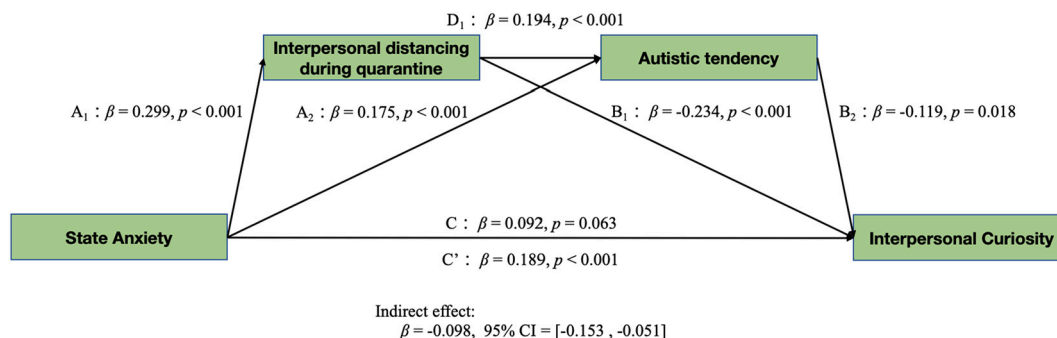 D₁： β = 0.194, p < 0.001
Interpersonal distancing
during quarantine
Autistic tendency
A₁：β = 0.299, p < 0.001
A₂：β = 0.175, p < 0.001
B₁：β = -0.234, p < 0.001
B₂：β = -0.119, p = 0.018
State Anxiety
C： β = 0.092, p = 0.063
Interpersonal Curiosity
C’： β = 0.189, p < 0.001
Indirect effect:
β = -0.098, 95% CI = [-0.153 , -0.051]